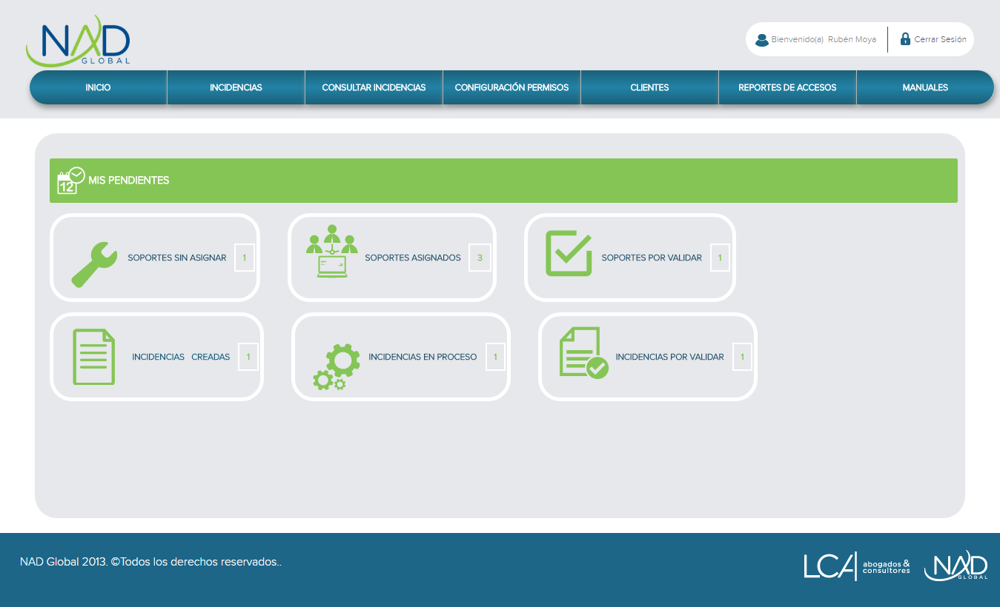 NAD
GLOBAL
Bienvenido(a) Rubén Moya
Cerrar Sesión
INICIO
INCIDENCIAS
CONSULTAR INCIDENCIAS
CONFIGURACIÓN PERMISOS
CLIENTES
REPORTES DE ACCESOS
MANUALES
12
MIS PENDIENTES
SOPORTES SIN ASIGNAR 1
SOPORTES ASIGNADOS 3
SOPORTES POR VALIDAR 1
INCIDENCIAS CREADAS 1
INCIDENCIAS EN PROCESO 1
INCIDENCIAS POR VALIDAR 1
NAD Global 2013. ©Todos los derechos reservados..
LCA
abogados &
consultores
NAD
GLOBAL